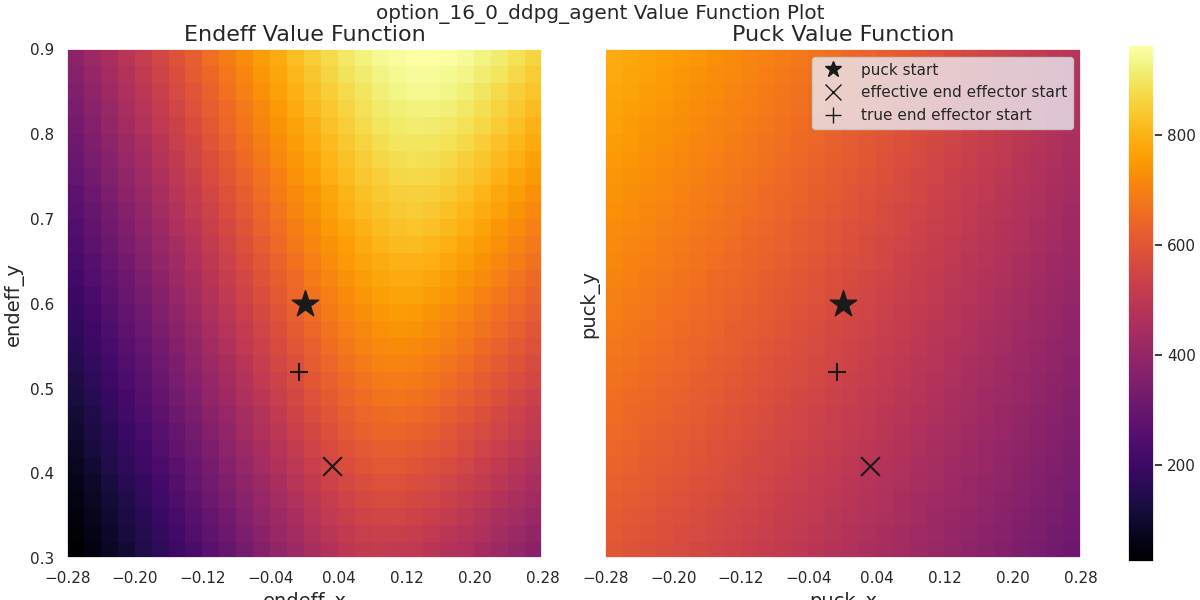 option_16_0_ddpg_agent Value Function Plot
Endeff Value Function
Puck Value Function
puck start
effective end effector start
true end effector start
endeff_y
0.9
0.8
0.7
0.6
0.5
0.4
0.3
−0.28 −0.20 −0.12 −0.04 0.04 0.12 0.20 0.28
endeff_x
puck_y
−0.28 −0.20 −0.12 −0.04 0.04 0.12 0.20 0.28
puck_x
800
600
400
200